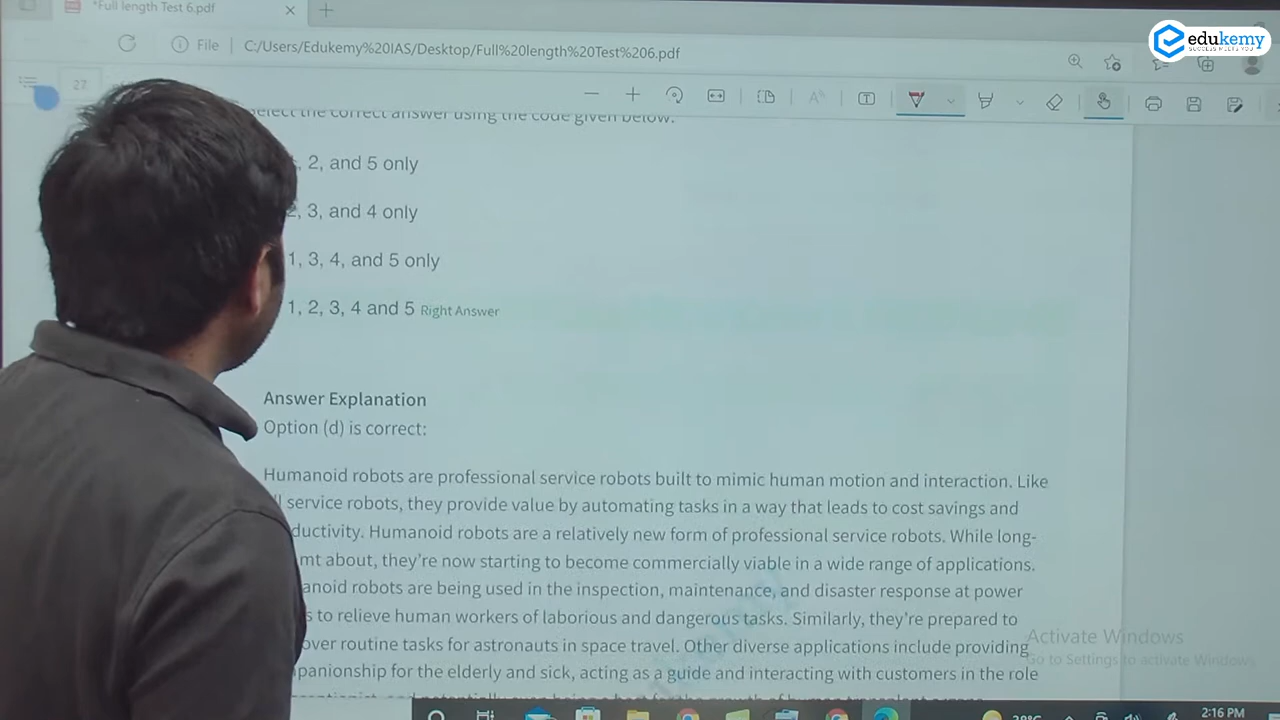 *Full length Test 6.pdf
edukemy
SUCCESS MEETS YOU
File C:/Users/Edukemy%20IAS/Desktop/Full%20length%20Test%206.pdf
27
elect the correct answer using the code given below.
2, and 5 only
2, 3, and 4 only
1, 3, 4, and 5 only
1, 2, 3, 4 and 5 Right Answer
Answer Explanation
Option (d) is correct:
Humanoid robots are professional service robots built to mimic human motion and interaction. Like
service robots, they provide value by automating tasks in a way that leads to cost savings and
ductivity. Humanoid robots are a relatively new form of professional service robots. While long-
mt about, they're now starting to become commercially viable in a wide range of applications.
anoid robots are being used in the inspection, maintenance, and disaster response at power
s to relieve human workers of laborious and dangerous tasks. Similarly, they're prepared to
over routine tasks for astronauts in space travel. Other diverse applications include providing
panionship for the elderly and sick, acting as a guide and interacting with customers in the role
Activate Windows
Go to Settings to activate Windows.
2:16 PM